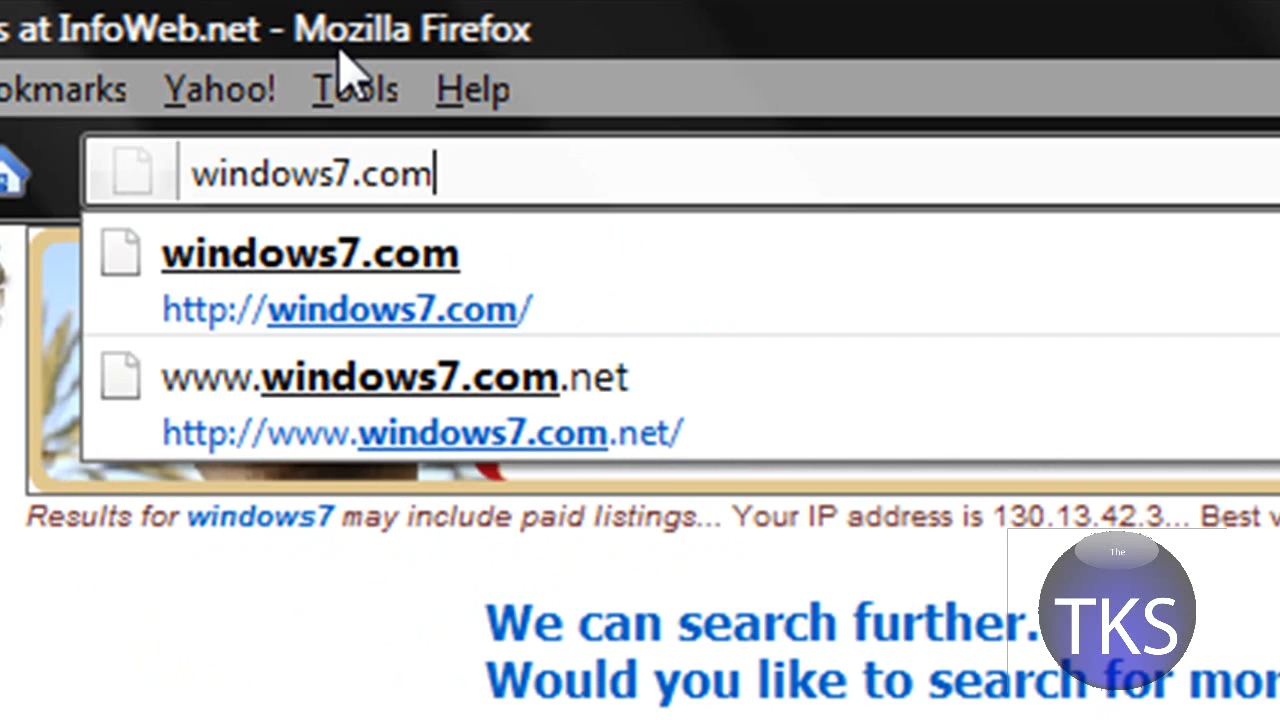 s at InfoWeb.net - Mozilla Firefox
okmarks Yahoo! Tools Help
windows7.com
windows7.com
http://windows7.com/
www.windows7.com.net
http://www.windows7.com.net/
Results for windows7 may include paid listings... Your IP address is 130.13.42.3... Best v
The
TKS
We can search further.
Would you like to search for mor